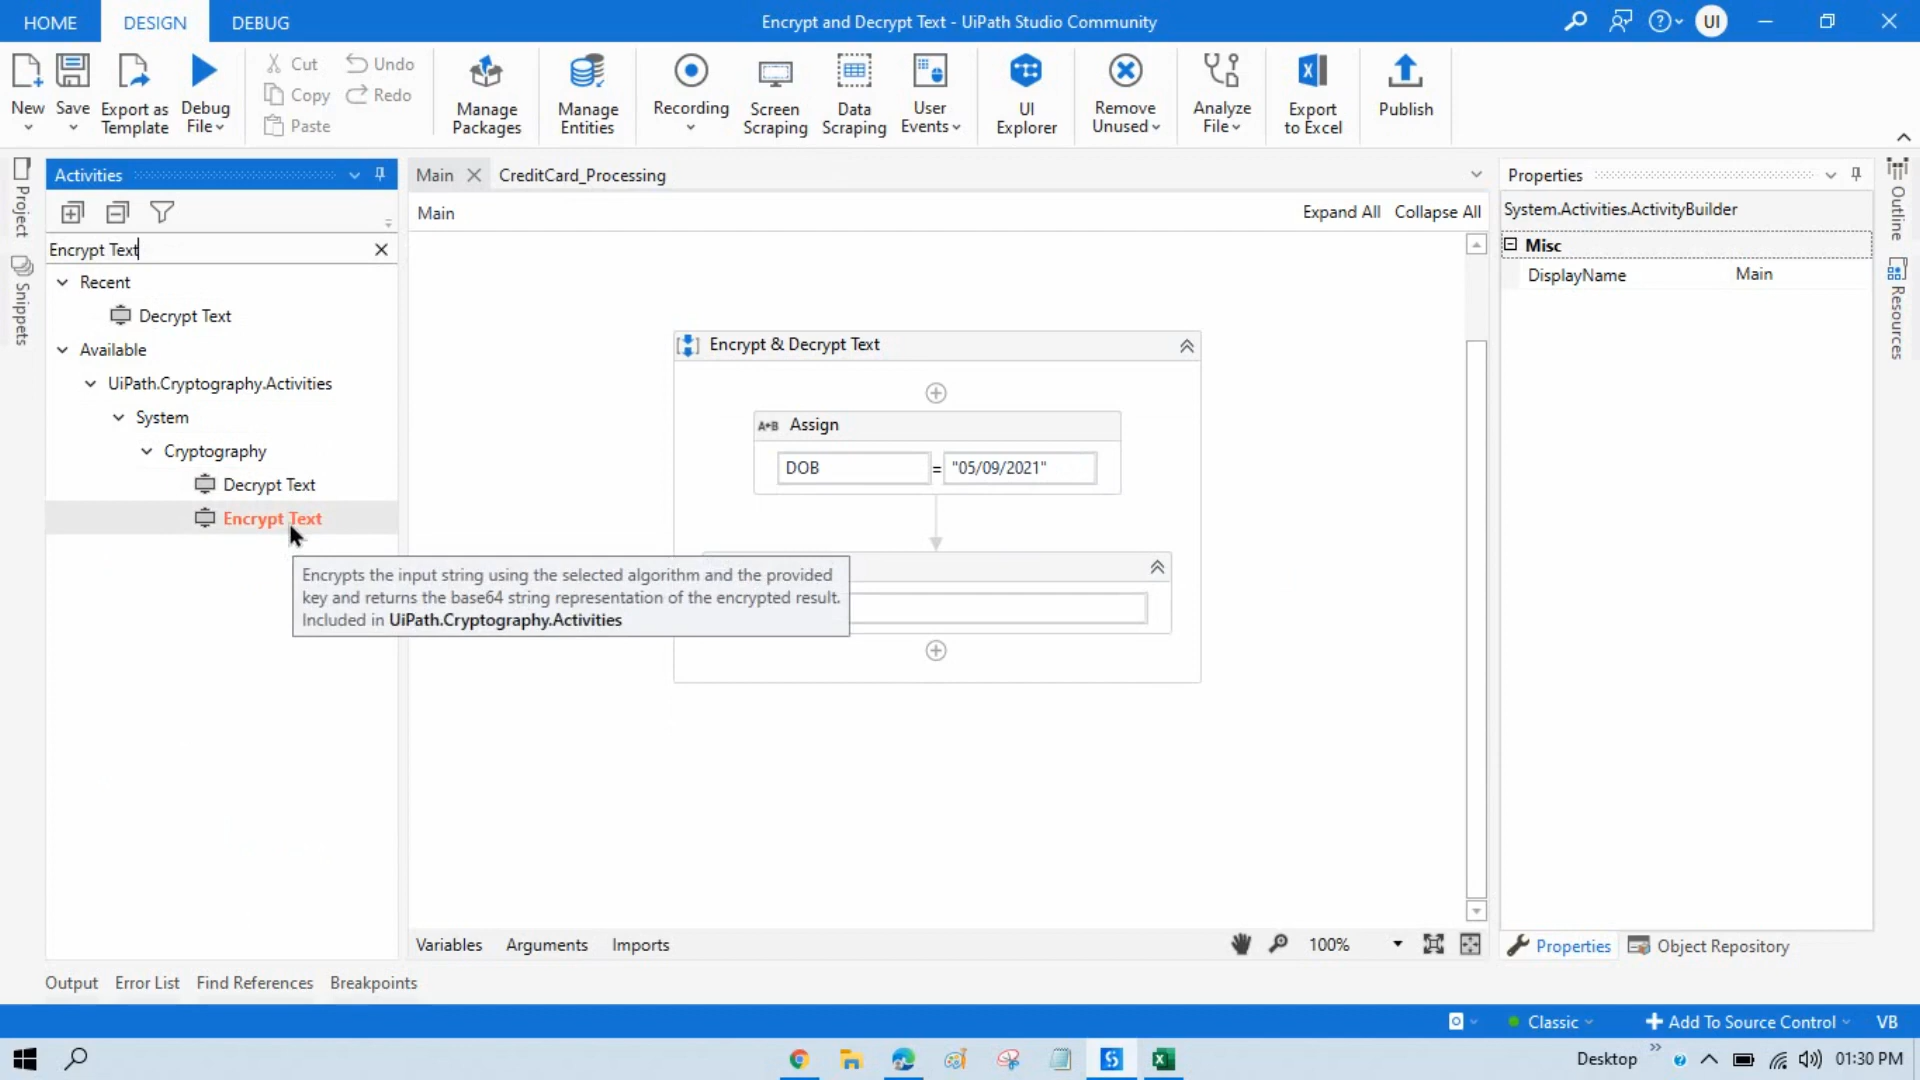 HOME DESIGN DEBUG Encrypt and Decrypt Text - UiPath Studio Community UI
New Save Export as Template Debug File Cut Copy Paste Undo Redo Manage Packages Manage Entities Recording Screen Scraping Data Scraping User Events UI Explorer Remove Unused Analyze File Export to Excel Publish
Project
Snippets
Activities
Encrypt Text
Recent
Decrypt Text
Available
UiPath.Cryptography.Activities
System
Cryptography
Decrypt Text
Encrypt Text
Encrypts the input string using the selected algorithm and the provided
key and returns the base64 string representation of the encrypted result.
Included in UiPath.Cryptography.Activities
Main CreditCard_Processing
Main Expand All Collapse All
Encrypt & Decrypt Text
A+B Assign
DOB = "05/09/2021"
Variables Arguments Imports 100%
Properties
System.Activities.ActivityBuilder
Misc
DisplayName Main
Outline
Resources
Properties Object Repository
Output Error List Find References Breakpoints
Classic Add To Source Control VB
Desktop 01:30 PM